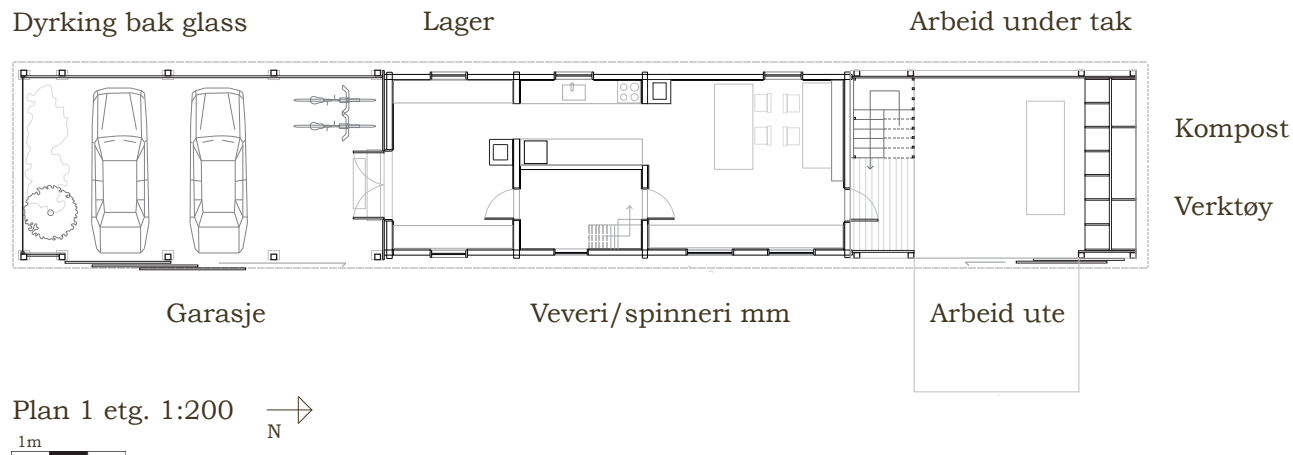 Dyrking bak glass
Lager
Arbeid under tak
Kompost
Verktøy
Garasje
Veveri/spinneri mm
Arbeid ute
Plan 1 etg. 1:200
N
1m